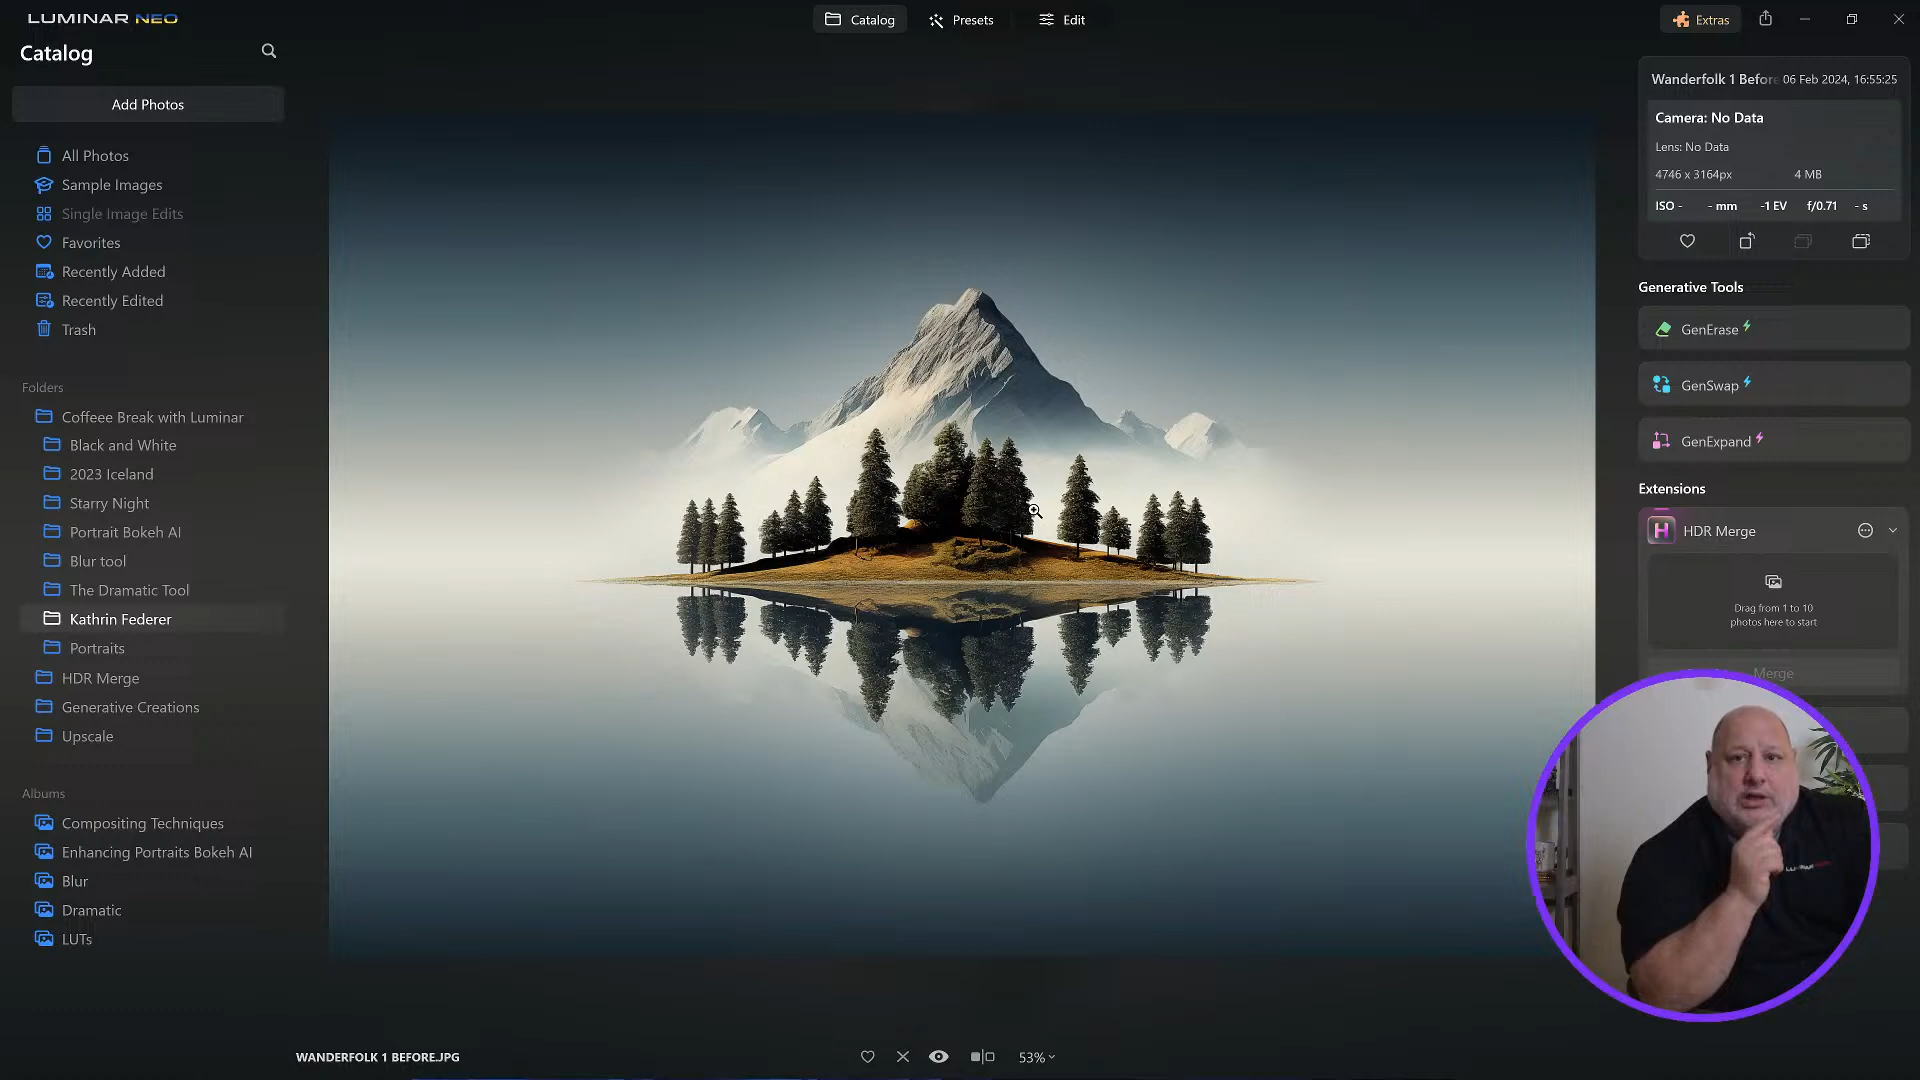 LUMINAR NEO
Catalog
Presets
Edit
Extras
Catalog
Add Photos
All Photos
Sample Images
Single Image Edits
Favorites
Recently Added
Recently Edited
Trash
Folders
Coffeee Break with Luminar
Black and White
2023 Iceland
Starry Night
Portrait Bokeh AI
Blur tool
The Dramatic Tool
Kathrin Federer
Portraits
HDR Merge
Generative Creations
Upscale
Albums
Compositing Techniques
Enhancing Portraits Bokeh AI
Blur
Dramatic
LUTs
WANDERFOLK 1 BEFORE.JPG
53%
Wanderfolk 1 Befor 06 Feb 2024, 16:55:25
Camera: No Data
Lens: No Data
4746 x 3164px 4 MB
ISO - - mm -1 EV f/0.71 - s
Generative Tools
GenErase
GenSwap
GenExpand
Extensions
H HDR Merge
Drag from 1 to 10
photos here to start
Merge